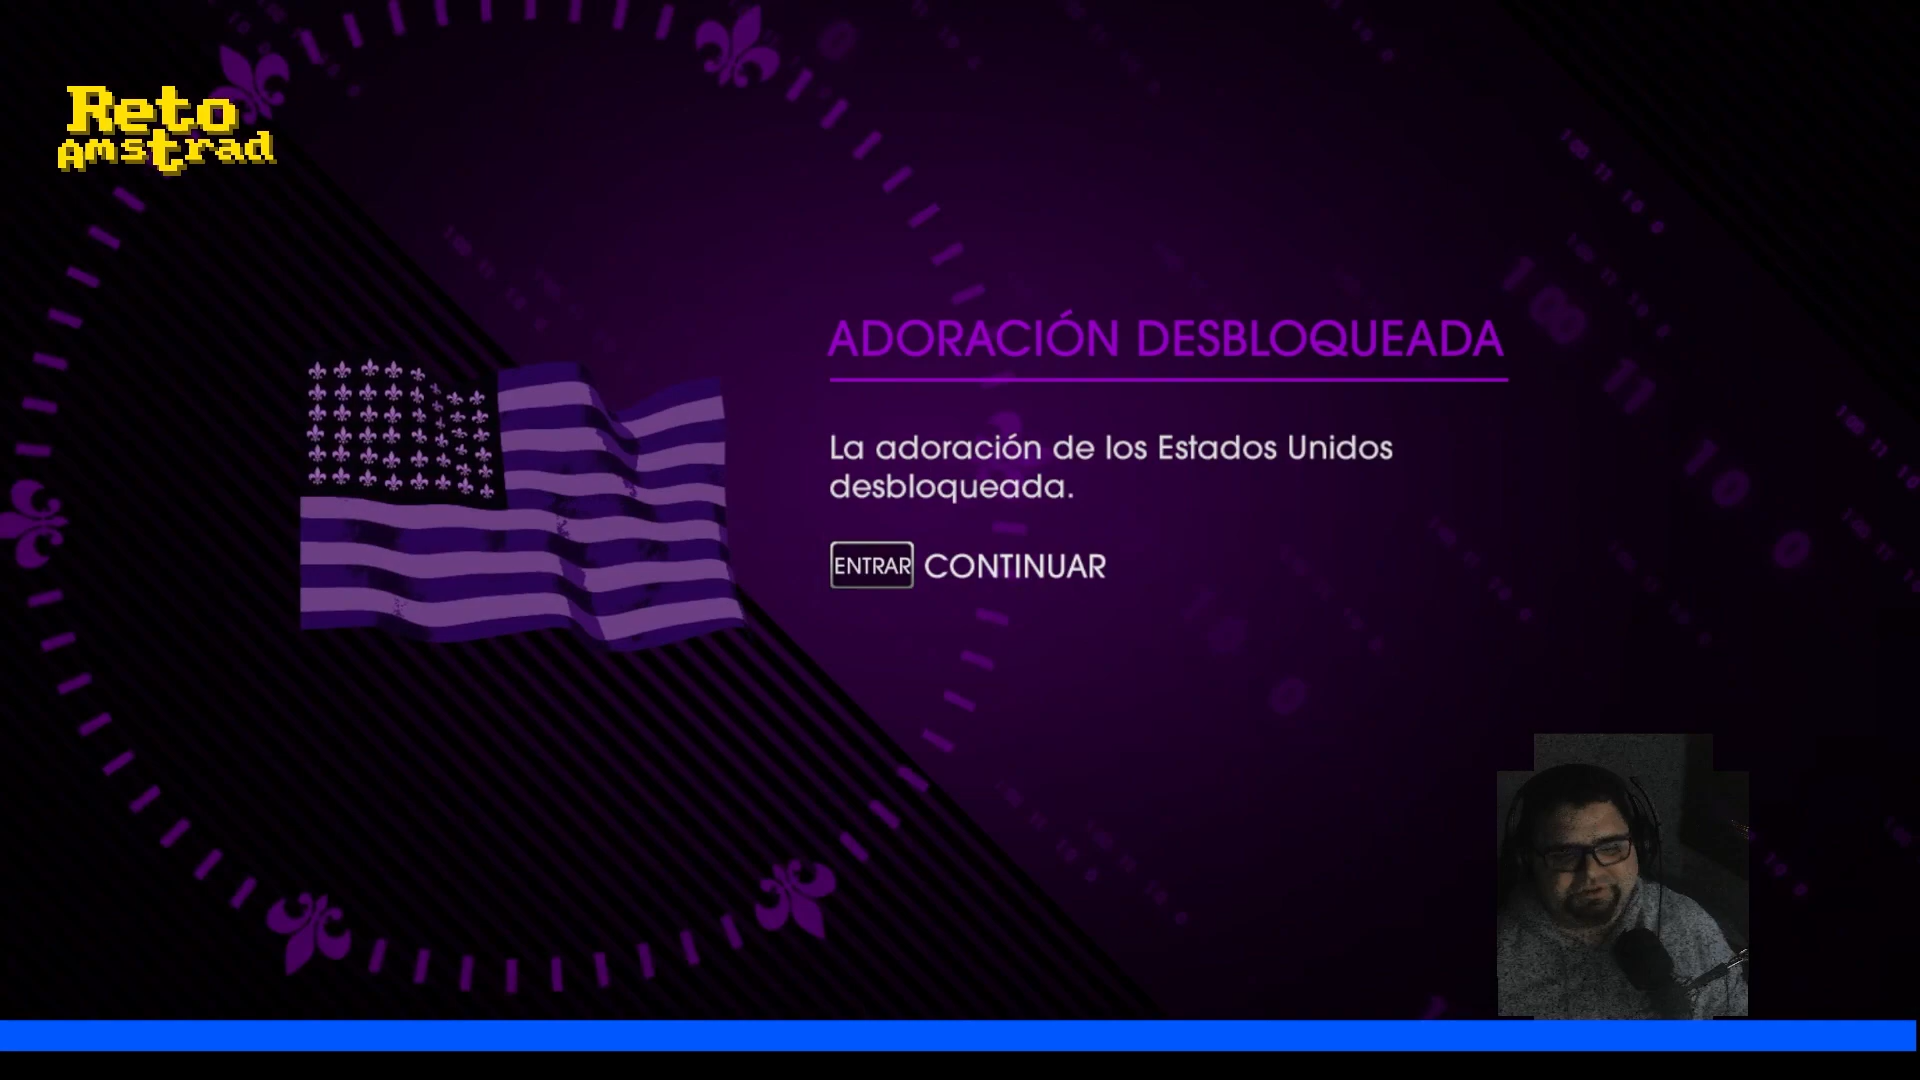 Reto
Amstrad
ADORACIÓN DESBLOQUEADA
La adoración de los Estados Unidos
desbloqueada.
ENTRAR CONTINUAR